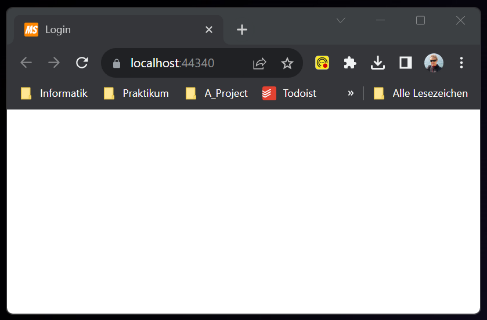 MS Login
localhost:44340
Informatik Praktikum A_Project Todoist » Alle Lesezeichen